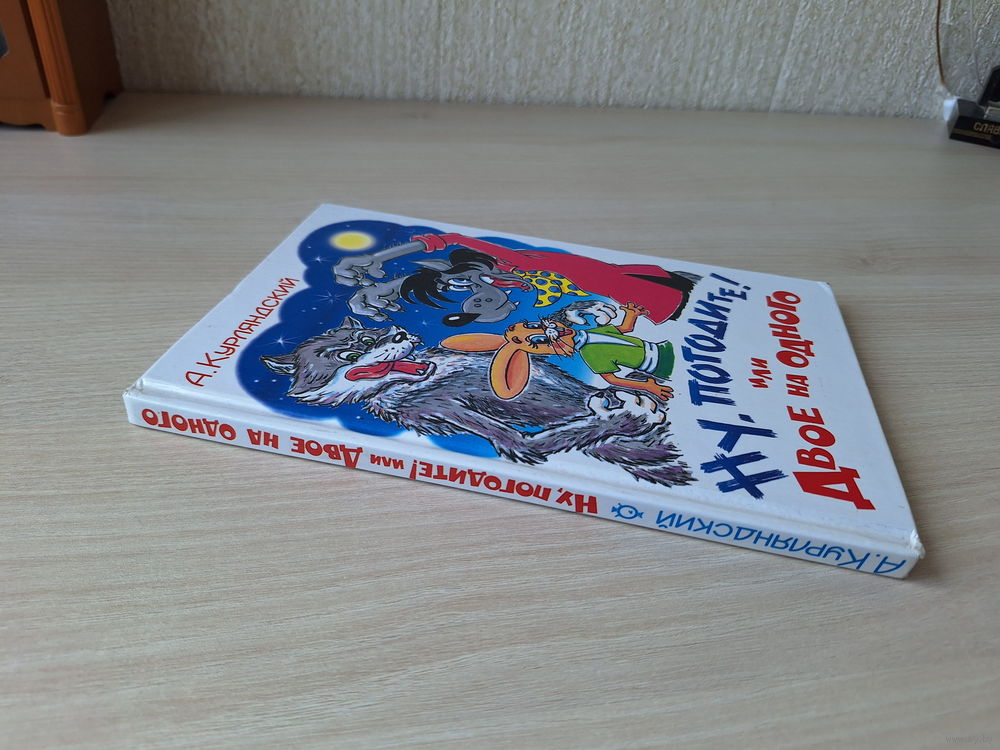 А. Курляндский
Ну, погодите!
или
Двое на одного
А. Курляндский Ну, погодите! или Двое на одного